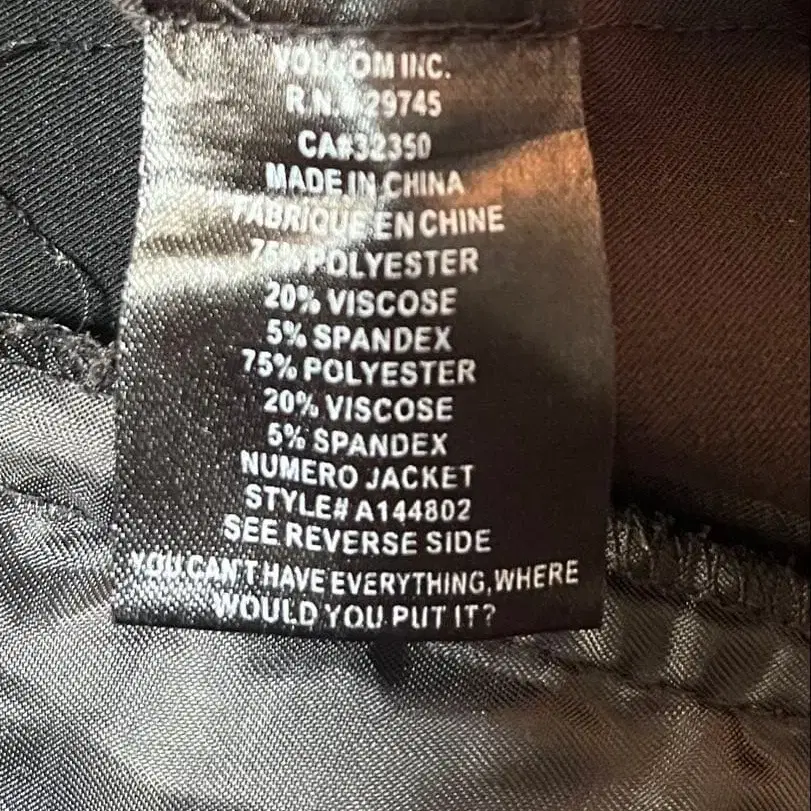 VOLCOM INC.
R.N.# 29745
CA#32350
MADE IN CHINA
FABRIQUE EN CHINE
75% POLYESTER
20% VISCOSE
5% SPANDEX
75% POLYESTER
20% VISCOSE
5% SPANDEX
NUMERO JACKET
STYLE# A144802
SEE REVERSE SIDE
YOU CAN'T HAVE EVERYTHING, WHERE
WOULD YOU PUT IT?